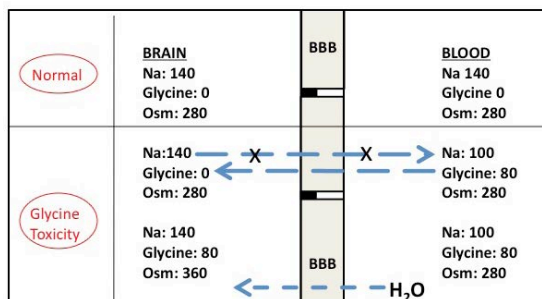 Normal
BRAIN
Na: 140
Glycine: 0
Osm: 280
BBB
BLOOD
Na 140
Glycine 0
Osm: 280
Glycine
Toxicity
Na:140
Glycine: 0
Osm: 280
X
X
Na: 100
Glycine: 80
Osm: 280
Na: 140
Glycine: 80
Osm: 360
BBB
H₂O
Na: 100
Glycine: 80
Osm: 280